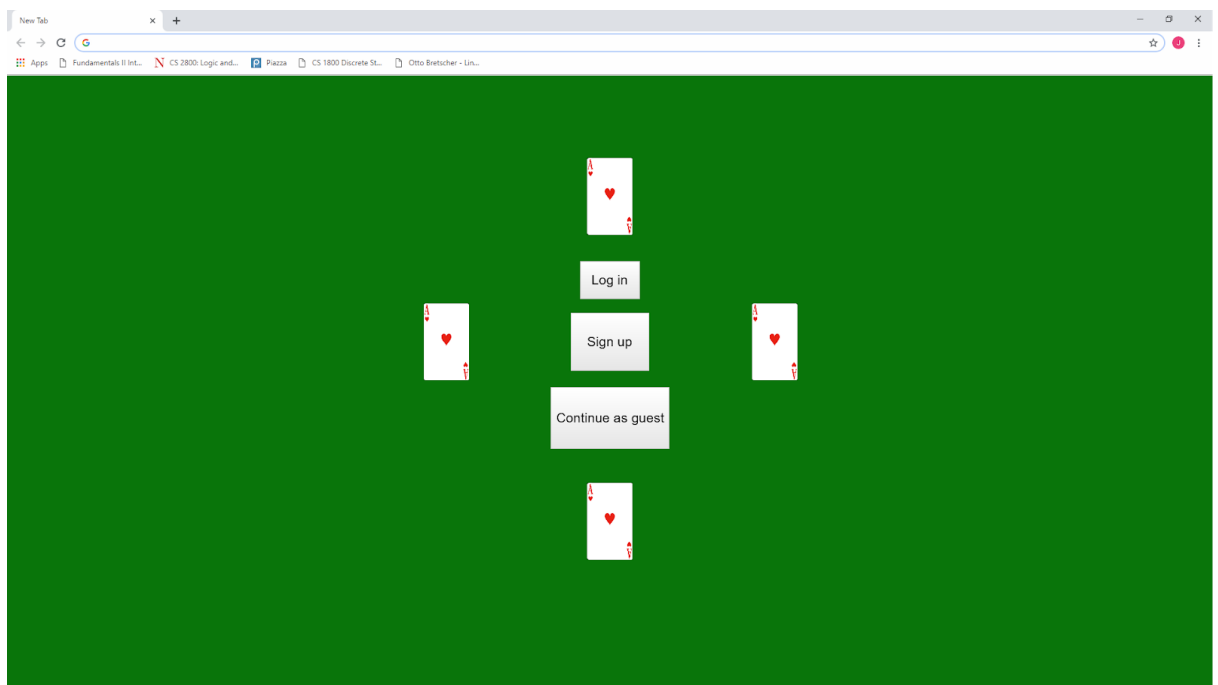 New Tab
Apps Fundamentals II Int... CS 2800: Logic and... Piazza CS 1800 Discrete St... Otto Bretscher - Lin...
A
A
Log in
A
A
Sign up
A
A
Continue as guest
A
A